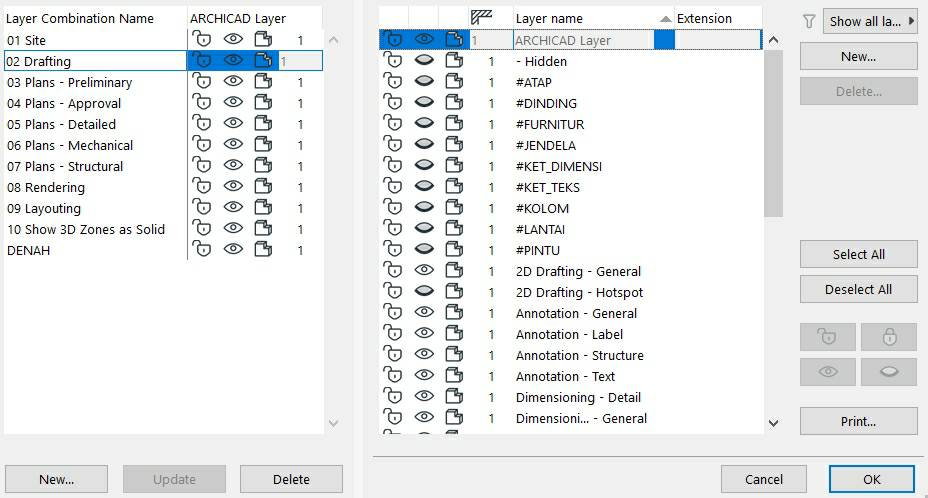 Layer Combination Name ARCHICAD Layer
01 Site 1
02 Drafting 1
03 Plans - Preliminary 1
04 Plans - Approval 1
05 Plans - Detailed 1
06 Plans - Mechanical 1
07 Plans - Structural 1
08 Rendering 1
09 Layouting 1
10 Show 3D Zones as Solid 1
DENAH 1
New...
Update
Delete
Layer name Extension
1 ARCHICAD Layer
1 - Hidden
1 #ATAP
1 #DINDING
1 #FURNITUR
1 #JENDELA
1 #KET_DIMENSI
1 #KET_TEKS
1 #KOLOM
1 #LANTAI
1 #PINTU
1 2D Drafting - General
1 2D Drafting - Hotspot
1 Annotation - General
1 Annotation - Label
1 Annotation - Structure
1 Annotation - Text
1 Dimensioning - Detail
1 Dimensioni... - General
Show all la...
New...
Delete...
Select All
Deselect All
Print...
Cancel
OK